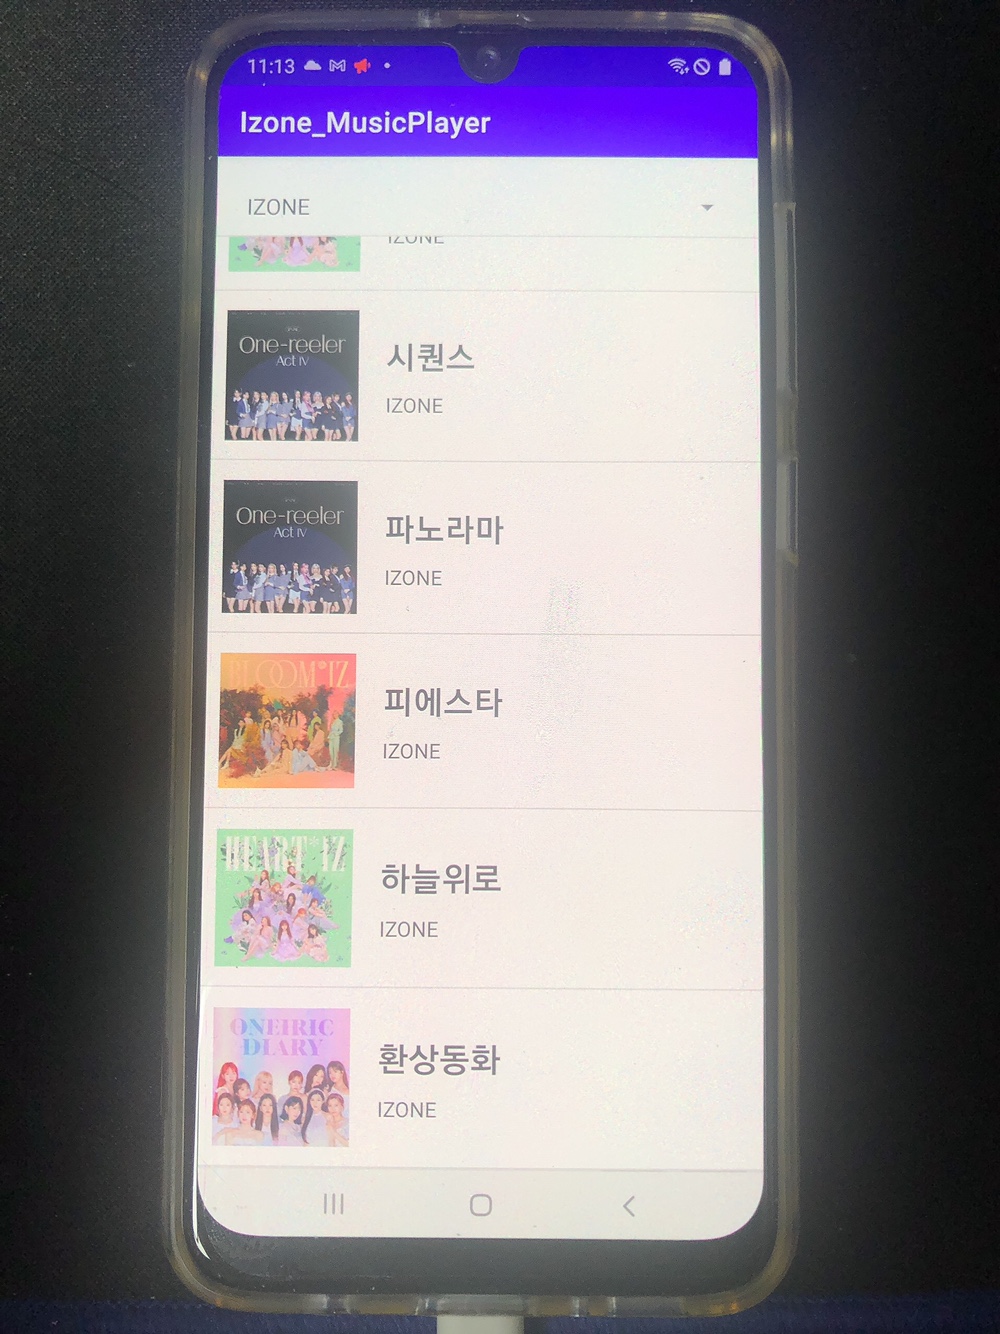 11:13
Izone_MusicPlayer
IZONE
IZONE
One-reeler
Act IV
시퀀스
IZONE
One-reeler
Act IV
파노라마
IZONE
BLOOM*IZ
피에스타
IZONE
HEART*IZ
하늘위로
IZONE
ONEIRIC
DIARY
환상동화
IZONE